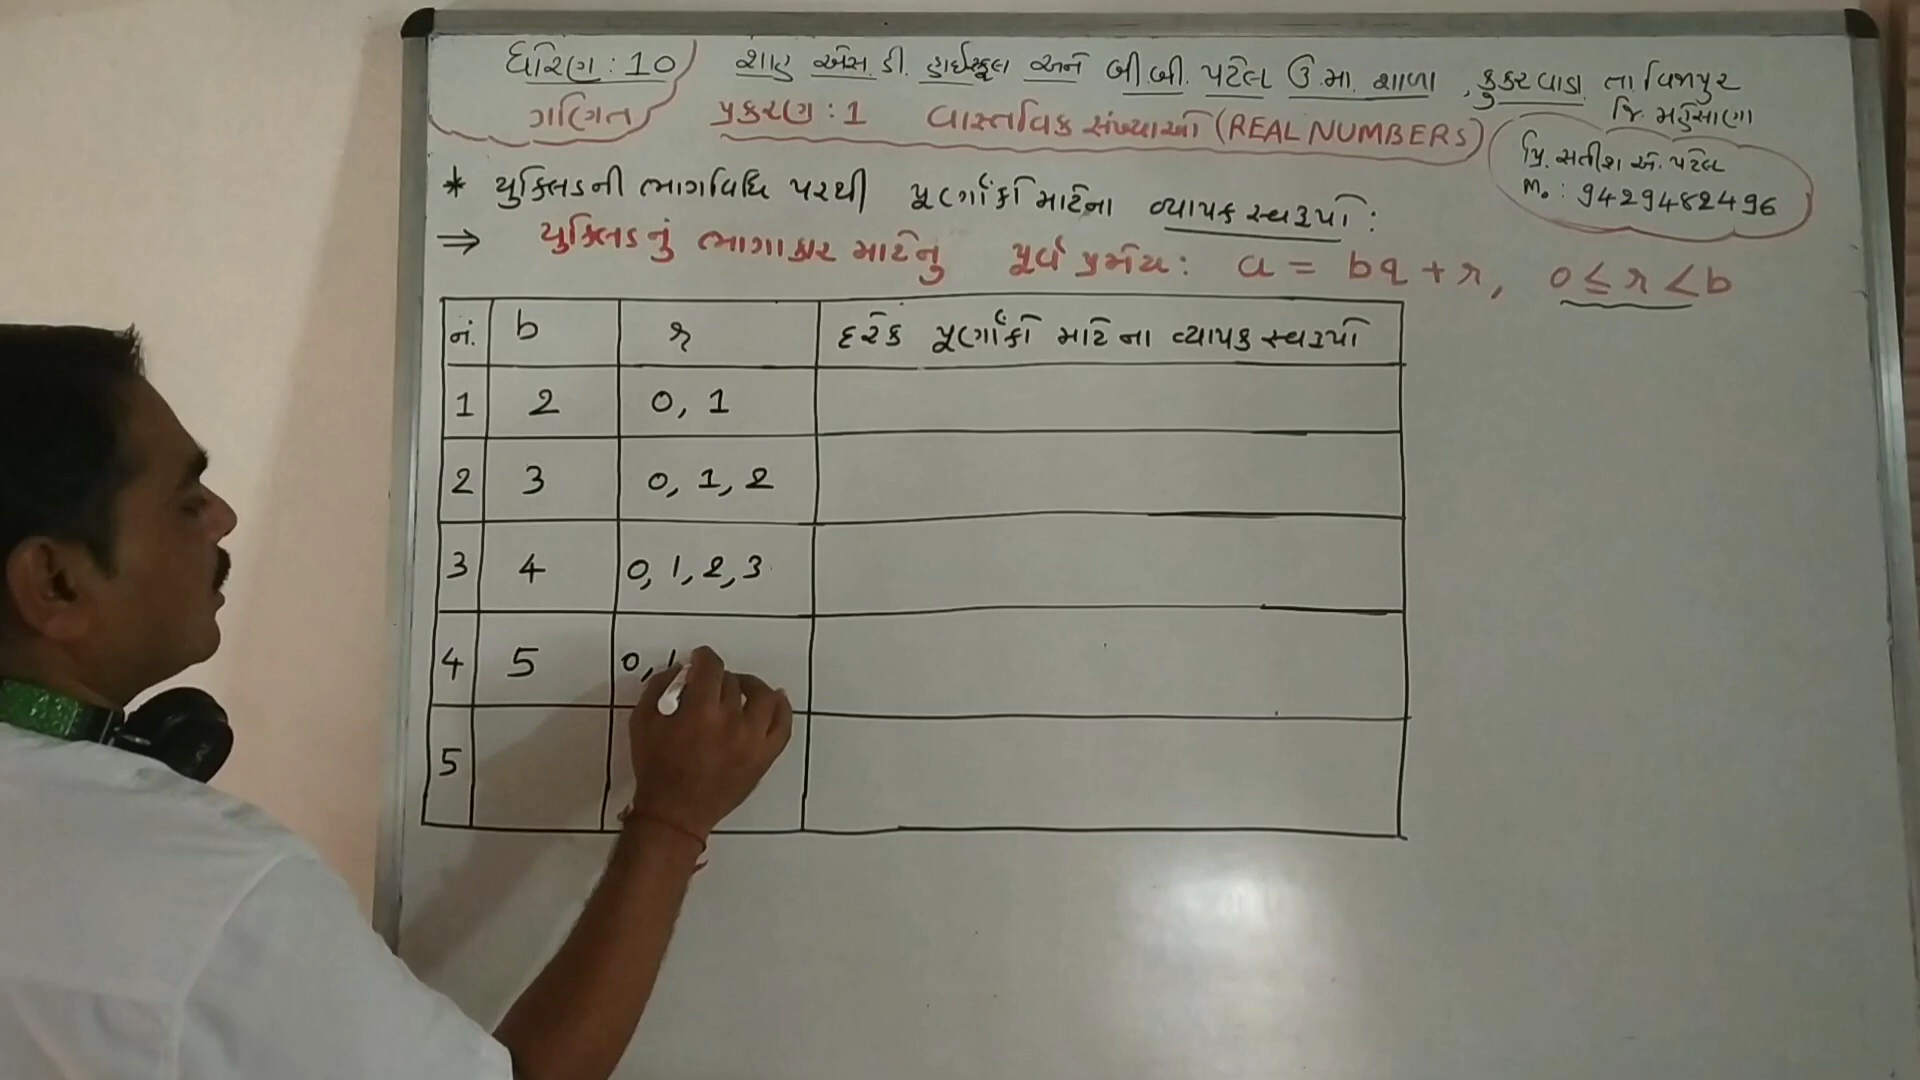 ધોરણ : 10 શાહ એસ. ડી. હાઈસ્કૂલ અને બી.બી. પટેલ ઉ.મા. શાળા, કુકરવાડા તા. વિજાપુર
જિ. મહેસાણા
ગણિત પ્રકરણ : 1 વાસ્તવિક સંખ્યાઓ (REAL NUMBERS)
પ્રિ. સતીશ એ. પટેલ
Mo : 9429482496
* યુક્લિડની ભાગવિધિ પરથી પૂર્ણાંકો માટેના વ્યાપક સ્વરૂપો :
⇒ યુક્લિડનું ભાગાકાર માટેનુ પૂર્વ પ્રમેય : a = bq + r, 0 ≤ r < b
નં. b r દરેક પૂર્ણાંકો માટે ના વ્યાપક સ્વરૂપો
1 2 0, 1
2 3 0, 1, 2
3 4 0, 1, 2, 3
4 5 0, 1
5